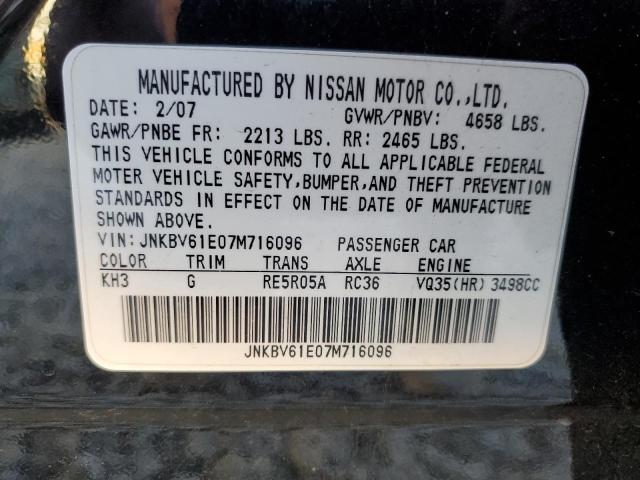 MANUFACTURED BY NISSAN MOTOR CO.,LTD.
DATE: 2/07 GVWR/PNBV: 4658 LBS.
GAWR/PNBE FR: 2213 LBS. RR: 2465 LBS.
THIS VEHICLE CONFORMS TO ALL APPLICABLE FEDERAL
MOTER VEHICLE SAFETY,BUMPER,AND THEFT PREVENTION
STANDARDS IN EFFECT ON THE DATE OF MANUFACTURE
SHOWN ABOVE.
VIN: JNKBV61E07M716096 PASSENGER CAR
COLOR TRIM TRANS AXLE ENGINE
KH3 G RE5R05A RC36 VQ35(HR) 3498CC
JNKBV61E07M716096